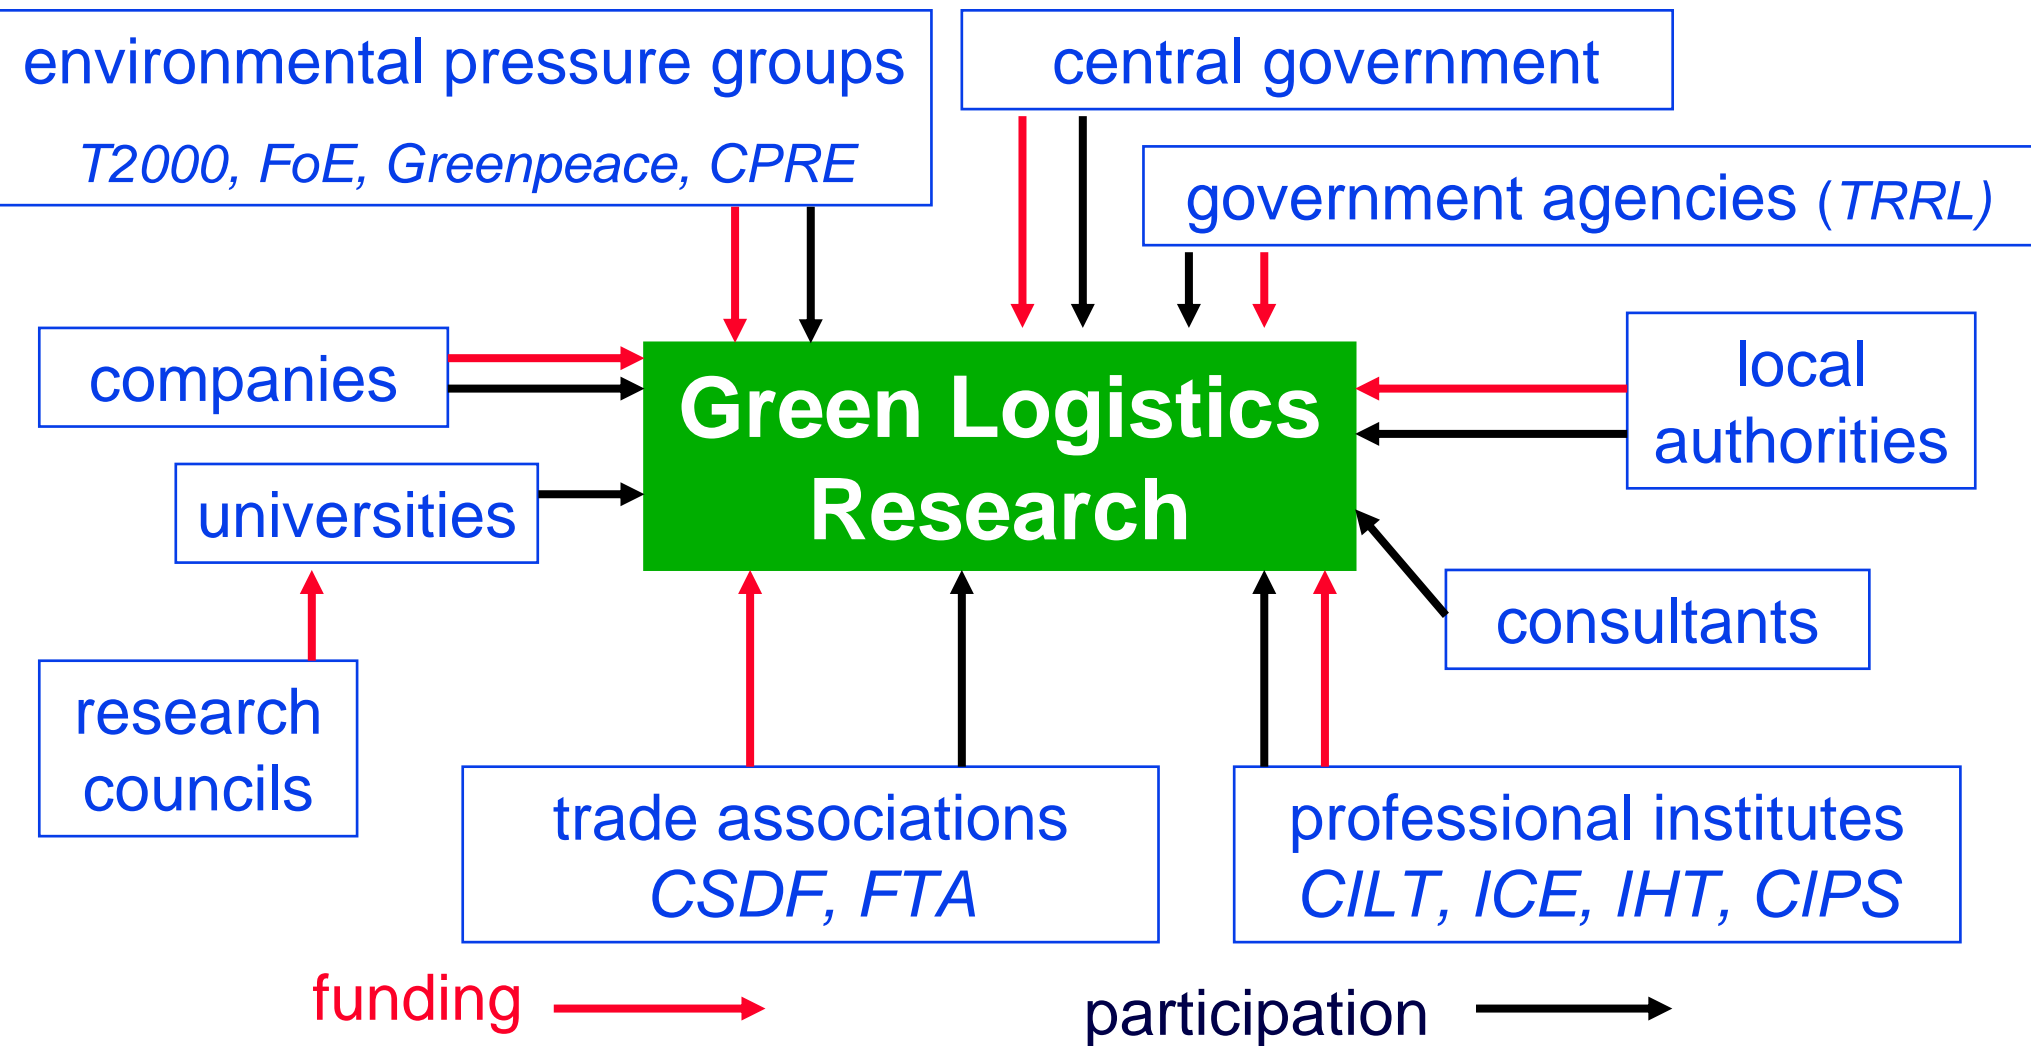 environmental pressure groups
T2000, FoE, Greenpeace, CPRE
central government
government agencies (TRRL)
companies
universities
Green Logistics
Research
local
authorities
consultants
research
councils
trade associations
CSDF, FTA
professional institutes
CILT, ICE, IHT, CIPS
funding
participation